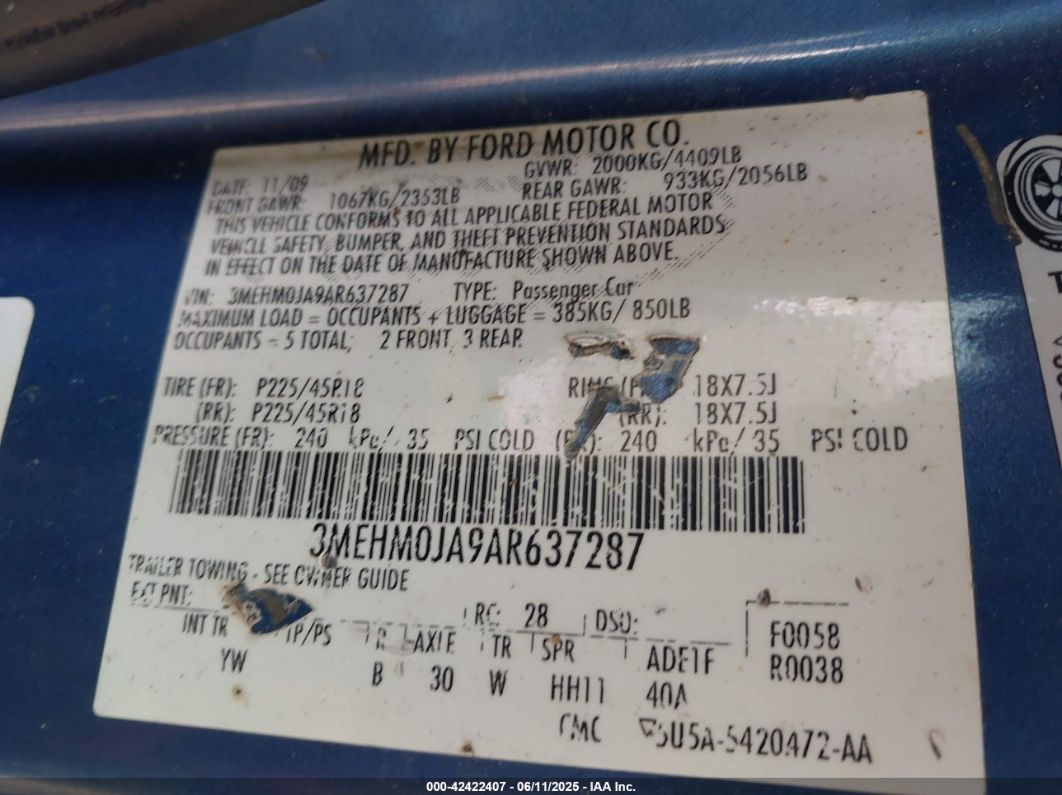 MFD. BY FORD MOTOR CO.
DATE: 11/09 GVWR: 2000KG/4409LB
FRONT GAWR: 1067KG/2353LB REAR GAWR: 933KG/2056LB
THIS VEHICLE CONFORMS TO ALL APPLICABLE FEDERAL MOTOR
VEHICLE SAFETY, BUMPER, AND THEFT PREVENTION STANDARDS
IN EFFECT ON THE DATE OF MANUFACTURE SHOWN ABOVE.
VIN: 3MEHM0JA9AR637287 TYPE: Passenger Car
MAXIMUM LOAD = OCCUPANTS + LUGGAGE = 385KG/ 850LB
OCCUPANTS = 5 TOTAL; 2 FRONT, 3 REAR
TIRE (FR): P225/45R18 18X7.5J
(RR): P225/45R18 (RR): 18X7.5J
PRESSURE (FR): 240 kPa/ 35 PSI COLD 240 kPa/ 35 PSI COLD
3MEHM0JA9AR637287
TRAILER TOWING - SEE OWNER GUIDE
EXT PNT: RC: 28 DSO:
INT TR TP/PS R AXLE TR SPR F0058
YW B 30 W HH11 40A R0038
CMC 5U5A-5420472-AA
000-42422407 - 06/11/2025 - IAA Inc.